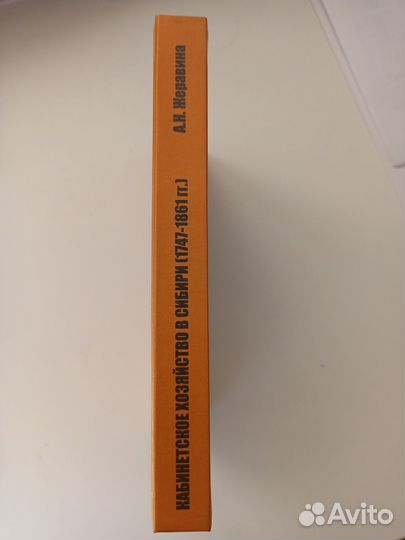 А.Н. Жеравина
КАБИНЕТСКОЕ ХОЗЯЙСТВО В СИБИРИ (1747-1861 гг.)
Avito